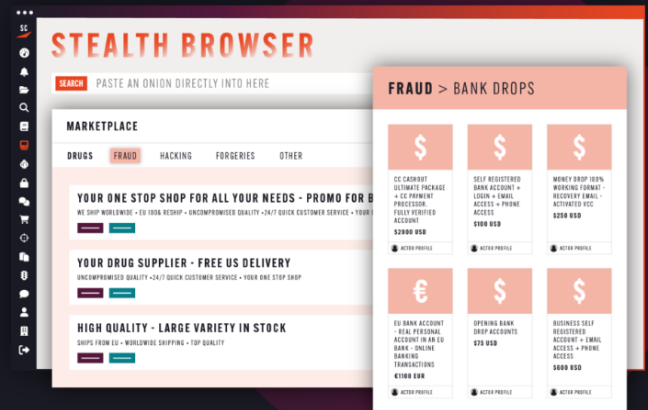 SC
STEALTH BROWSER
SEARCH
PASTE AN ONION DIRECTLY INTO HERE
MARKETPLACE
DRUGS FRAUD HACKING FORGERIES OTHER
YOUR ONE STOP SHOP FOR ALL YOUR NEEDS - PROMO FOR B
WE SHIP WORLDWIDE • EU 100& RESHIP • UNCOMPROMISED QUALITY •24/7 QUICK CUSTOMER SERVICE • YOUR
YOUR DRUG SUPPLIER - FREE US DELIVERY
UNCOMPROMISED QUALITY •24/7 QUICK CUSTOMER SERVICE • YOUR ONE STOP SHOP
HIGH QUALITY - LARGE VARIETY IN STOCK
SHIPS FROM EU • WORLDWIDE SHIPPING • TOP QUALITY
FRAUD > BANK DROPS
$
CC CASHOUT
ULTIMATE PACKAGE
+ CC PAYMENT
PROCESSOR.
FULLY VERIFIED
ACCOUNT
$2000 USD
ACTOR PROFILE
$
SELF REGISTERED
BANK ACCOUNT +
LOGIN + EMAIL
ACCESS + PHONE
ACCESS
$100 USD
ACTOR PROFILE
$
MONEY DROP 100%
WORKING FORMAT -
RECOVERY EMAIL -
ACTIVATED VCC
$250 USD
ACTOR PROFILE
€
EU BANK ACCOUNT
- REAL PERSONAL
ACCOUNT IN AN EU
BANK - ONLINE
BANKING
TRANSACTIONS
€1100 EUR
ACTOR PROFILE
$
OPENING BANK
DROP ACCOUNTS
$75 USD
ACTOR PROFILE
$
BUSINESS SELF
REGISTERED
ACCOUNT + EMAIL
ACCESS + PHONE
ACCESS
$600 USD
ACTOR PROFILE